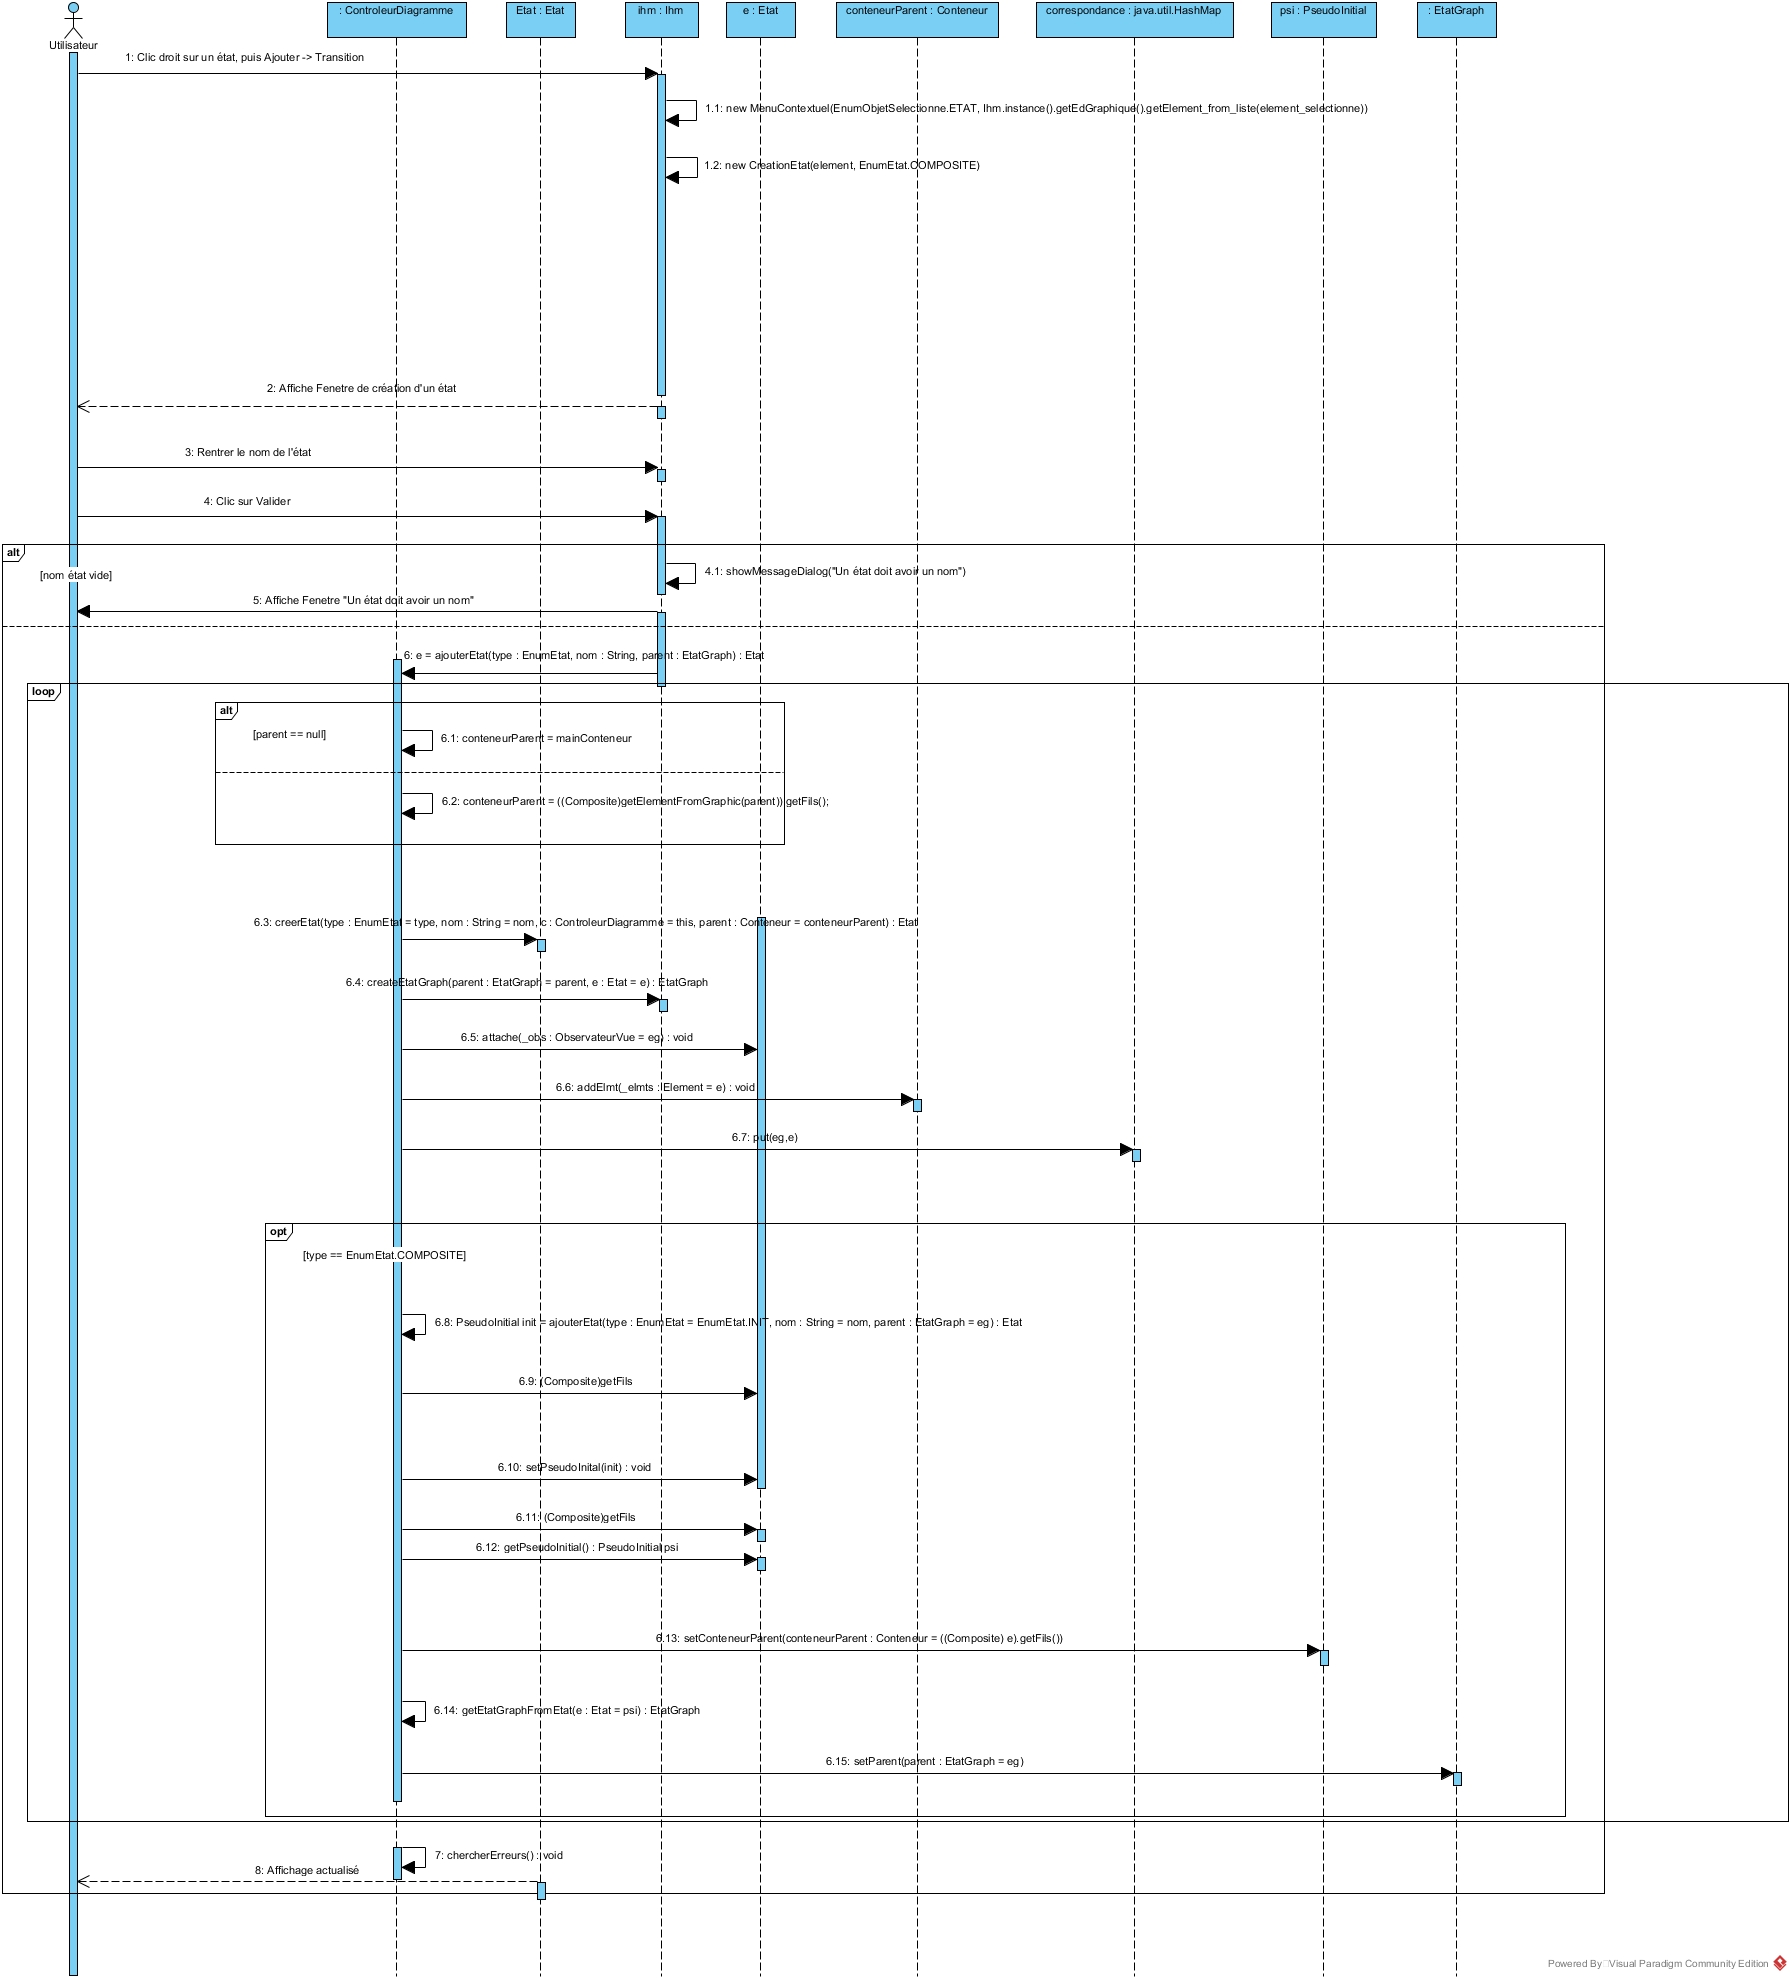 Utilisateur
: ControleurDiagramme
Etat : Etat
ihm : Ihm
e : Etat
conteneurParent : Conteneur
correspondance : java.util.HashMap
psi : PseudoInitial
: EtatGraph
1: Clic droit sur un état, puis Ajouter -> Transition
1.1: new MenuContextuel(EnumObjetSelectionne.ETAT, Ihm.instance().getEdGraphique().getElement_from_liste(element_selectionne))
1.2: new CreationEtat(element, EnumEtat.COMPOSITE)
2: Affiche Fenetre de création d'un état
3: Rentrer le nom de l'état
4: Clic sur Valider
alt
[nom état vide]
4.1: showMessageDialog("Un état doit avoir un nom")
5: Affiche Fenetre "Un état doit avoir un nom"
6: e = ajouterEtat(type : EnumEtat, nom : String, parent : EtatGraph) : Etat
loop
alt
[parent == null]
6.1: conteneurParent = mainConteneur
6.2: conteneurParent = ((Composite)getElementFromGraphic(parent)).getFils();
6.3: creerEtat(type : EnumEtat = type, nom : String = nom, c : ControleurDiagramme = this, parent : Conteneur = conteneurParent) : Etat
6.4: createEtatGraph(parent : EtatGraph = parent, e : Etat = e) : EtatGraph
6.5: attache(_obs : ObservateurVue = eg) : void
6.6: addElmt(_elmts : Element = e) : void
6.7: put(eg,e)
opt
[type == EnumEtat.COMPOSITE]
6.8: PseudoInitial init = ajouterEtat(type : EnumEtat = EnumEtat.INIT, nom : String = nom, parent : EtatGraph = eg) : Etat
6.9: (Composite)getFils
6.10: setPseudoInital(init) : void
6.11: (Composite)getFils
6.12: getPseudoInitial() : PseudoInitial psi
6.13: setConteneurParent(conteneurParent : Conteneur = ((Composite) e).getFils())
6.14: getEtatGraphFromEtat(e : Etat = psi) : EtatGraph
6.15: setParent(parent : EtatGraph = eg)
7: chercherErreurs() : void
8: Affichage actualisé
Powered By Visual Paradigm Community Edition